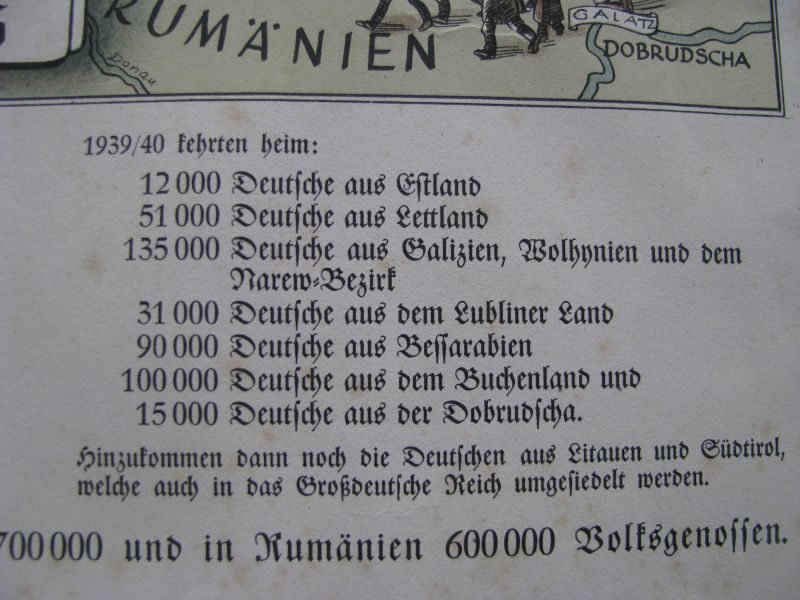 RUMÄNIEN
Donau
GALATZ
DOBRUDSCHA
1939/40 kehrten heim:
12 000 Deutsche aus Estland
51 000 Deutsche aus Lettland
135 000 Deutsche aus Galizien, Wolhynien und dem
Narew-Bezirk
31 000 Deutsche aus dem Lubliner Land
90 000 Deutsche aus Bessarabien
100 000 Deutsche aus dem Buchenland und
15 000 Deutsche aus der Dobrudscha.
Hinzukommen dann noch die Deutschen aus Litauen und Südtirol,
welche auch in das Großdeutsche Reich umgesiedelt werden.
700 000 und in Rumänien 600 000 Volksgenossen.